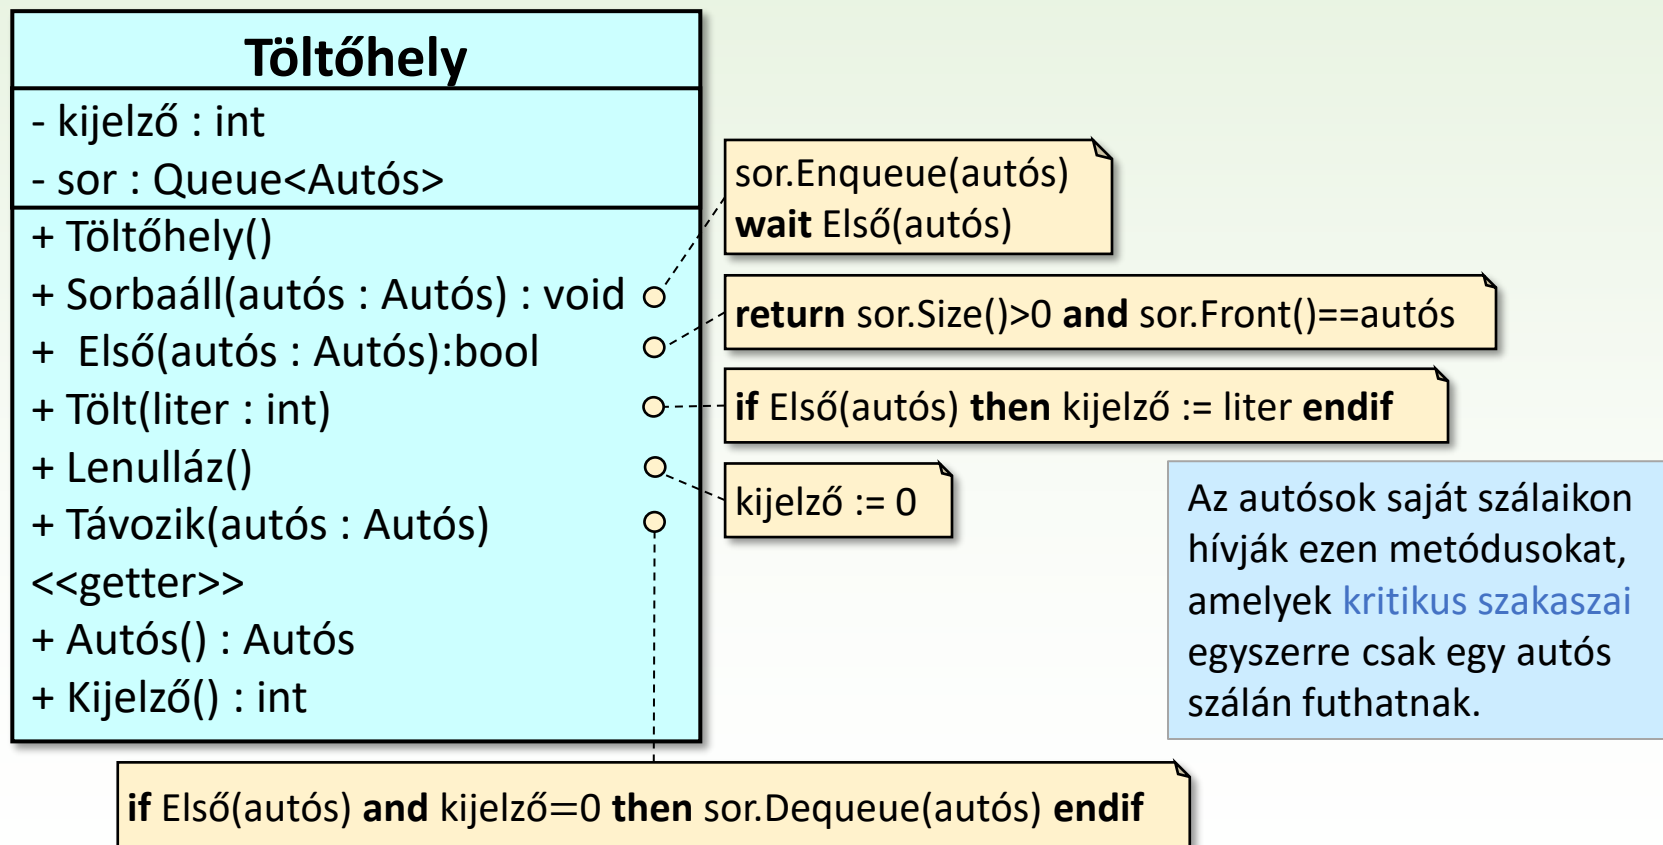 Töltőhely
- kijelző : int
- sor : Queue<Autós>
+ Töltőhely()
+ Sorbaáll(autós : Autós) : void
+ Első(autós : Autós):bool
+ Tölt(liter : int)
+ Lenulláz()
+ Távozik(autós : Autós)
<<getter>>
+ Autós() : Autós
+ Kijelző() : int
sor.Enqueue(autós)
wait Első(autós)
return sor.Size()>0 and sor.Front()==autós
if Első(autós) then kijelző := liter endif
kijelző := 0
Az autósok saját szálaikon
hívják ezen metódusokat,
amelyek kritikus szakaszai
egyszerre csak egy autós
szálán futhatnak.
if Első(autós) and kijelző=0 then sor.Dequeue(autós) endif